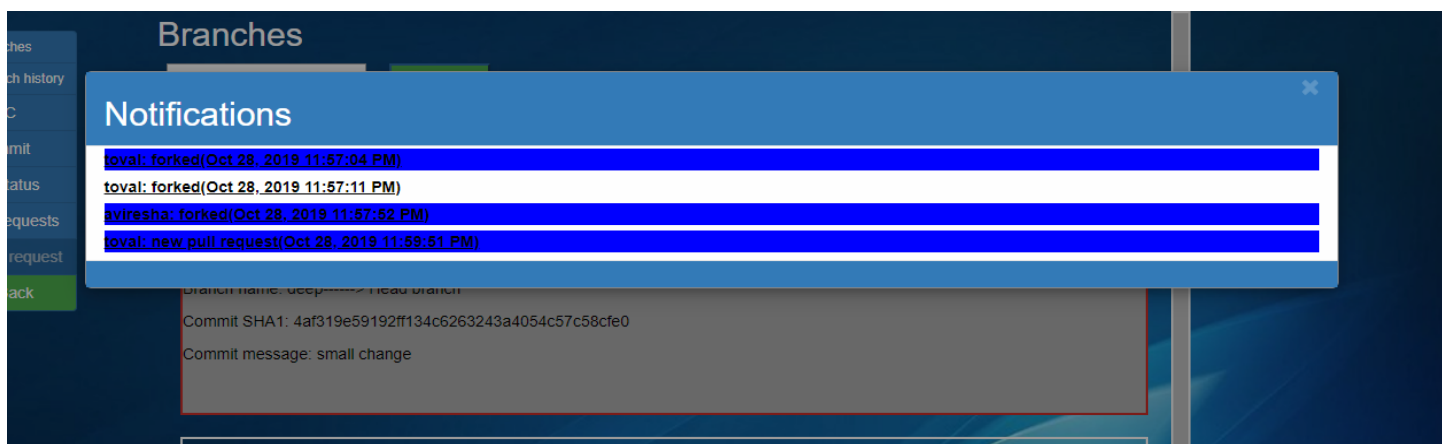 Branches
Notifications
toval: forked(Oct 28, 2019 11:57:04 PM)
toval: forked(Oct 28, 2019 11:57:11 PM)
aviresha: forked(Oct 28, 2019 11:57:52 PM)
toval: new pull request(Oct 28, 2019 11:59:51 PM)
ches
ch history
C
mit
tatus
equests
request
ack
Branch name: deep------> Head branch
Commit SHA1: 4af319e59192ff134c6263243a4054c57c58cfe0
Commit message: small change